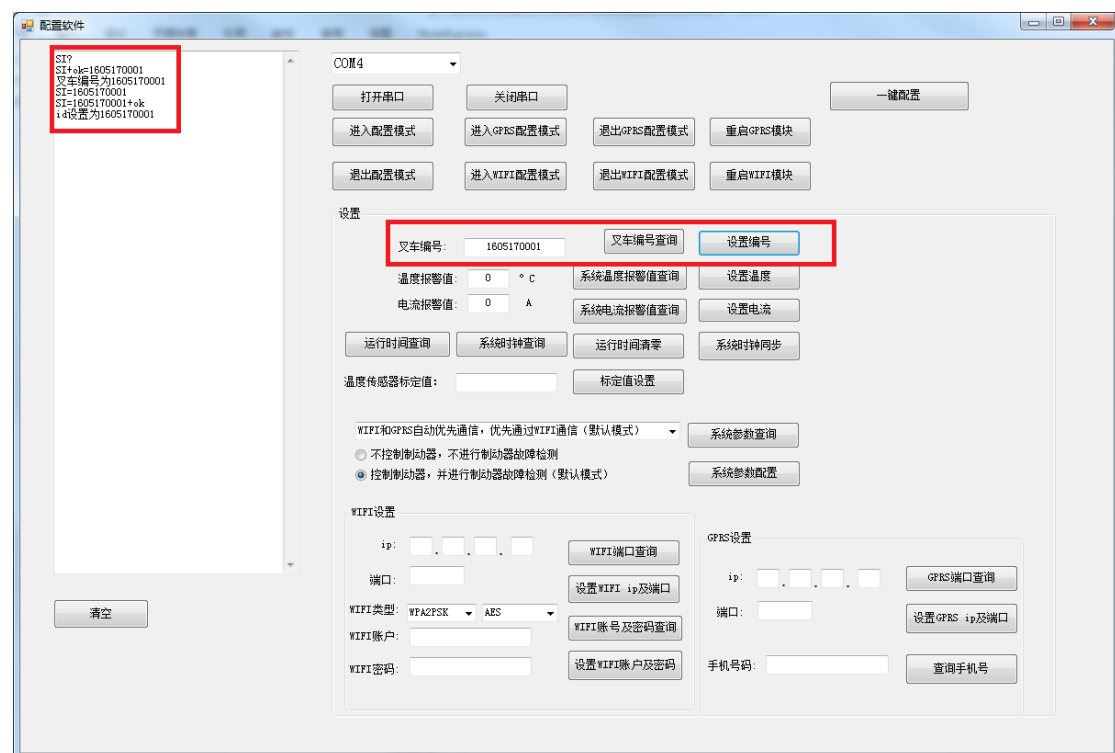 配置软件
SI?
SI+ok=1605170001
叉车编号为1605170001
SI=1605170001
SI=1605170001+ok
id设置为1605170001
清空
COM4
打开串口 关闭串口 一键配置
进入配置模式 进入GPRS配置模式 退出GPRS配置模式 重启GPRS模块
退出配置模式 进入WIFI配置模式 退出WIFI配置模式 重启WIFI模块
设置
叉车编号: 1605170001 叉车编号查询 设置编号
温度报警值: 0 °C 系统温度报警值查询 设置温度
电流报警值: 0 A 系统电流报警值查询 设置电流
运行时间查询 系统时钟查询 运行时间清零 系统时钟同步
温度传感器标定值: 标定值设置
WIFI和GPRS自动优先通信，优先通过WIFI通信（默认模式） 系统参数查询
不控制制动器，不进行制动器故障检测
控制制动器，并进行制动器故障检测（默认模式） 系统参数配置
WIFI设置
ip: . . . WIFI端口查询
端口: 设置WIFI ip及端口
WIFI类型: WPA2PSK AES
WIFI账户: WIFI账号及密码查询
WIFI密码: 设置WIFI账户及密码
GPRS设置
ip: . . . GPRS端口查询
端口: 设置GPRS ip及端口
手机号码: 查询手机号